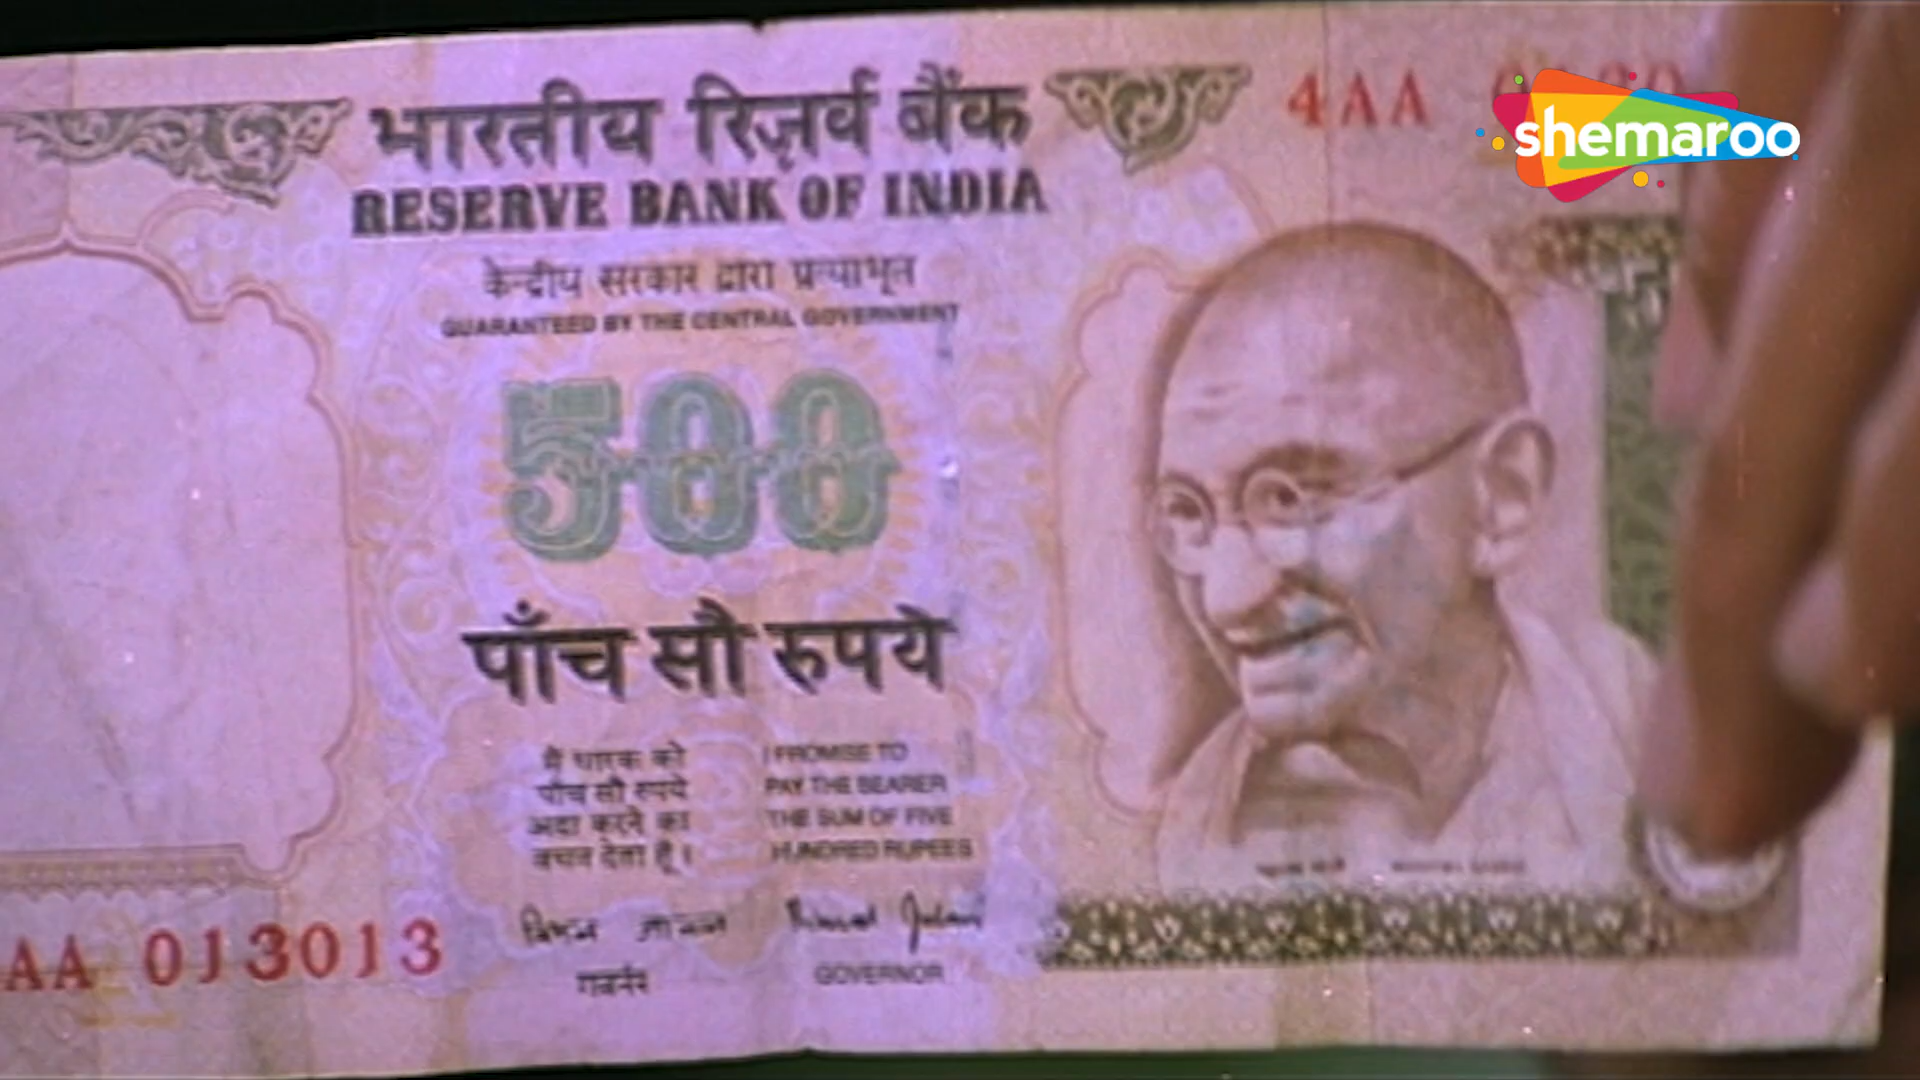 भारतीय रिज़र्व बैंक
4AA
shemaroo
RESERVE BANK OF INDIA
केन्द्रीय सरकार द्वारा प्रत्याभूत
GUARANTEED BY THE CENTRAL GOVERNMENT
500
पाँच सौ रुपये
मैं धारक को
पाँच सौ रुपये
अदा करने का
वचन देता हूँ।
I PROMISE TO
PAY THE BEARER
THE SUM OF FIVE
HUNDRED RUPEES
AA 013013
गवर्नर
GOVERNOR